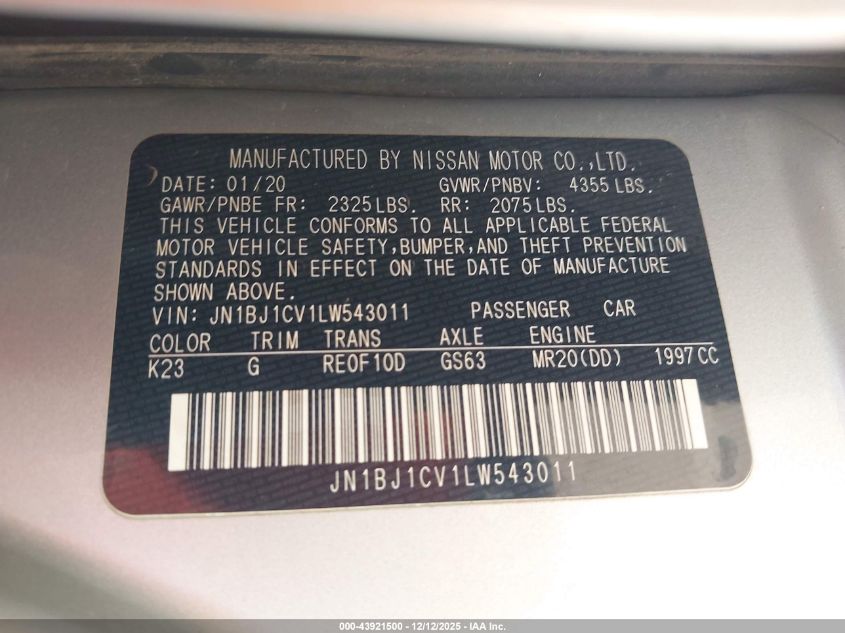 MANUFACTURED BY NISSAN MOTOR CO.,LTD.
DATE: 01/20 GVWR/PNBV: 4355 LBS.
GAWR/PNBE FR: 2325 LBS. RR: 2075 LBS.
THIS VEHICLE CONFORMS TO ALL APPLICABLE FEDERAL
MOTOR VEHICLE SAFETY,BUMPER,AND THEFT PREVENTION
STANDARDS IN EFFECT ON THE DATE OF MANUFACTURE
SHOWN ABOVE.
VIN: JN1BJ1CV1LW543011 PASSENGER CAR
COLOR TRIM TRANS AXLE ENGINE
K23 G RE0F10D GS63 MR20(DD) 1997CC
JN1BJ1CV1LW543011
000-43921500 - 12/12/2025 - IAA Inc.